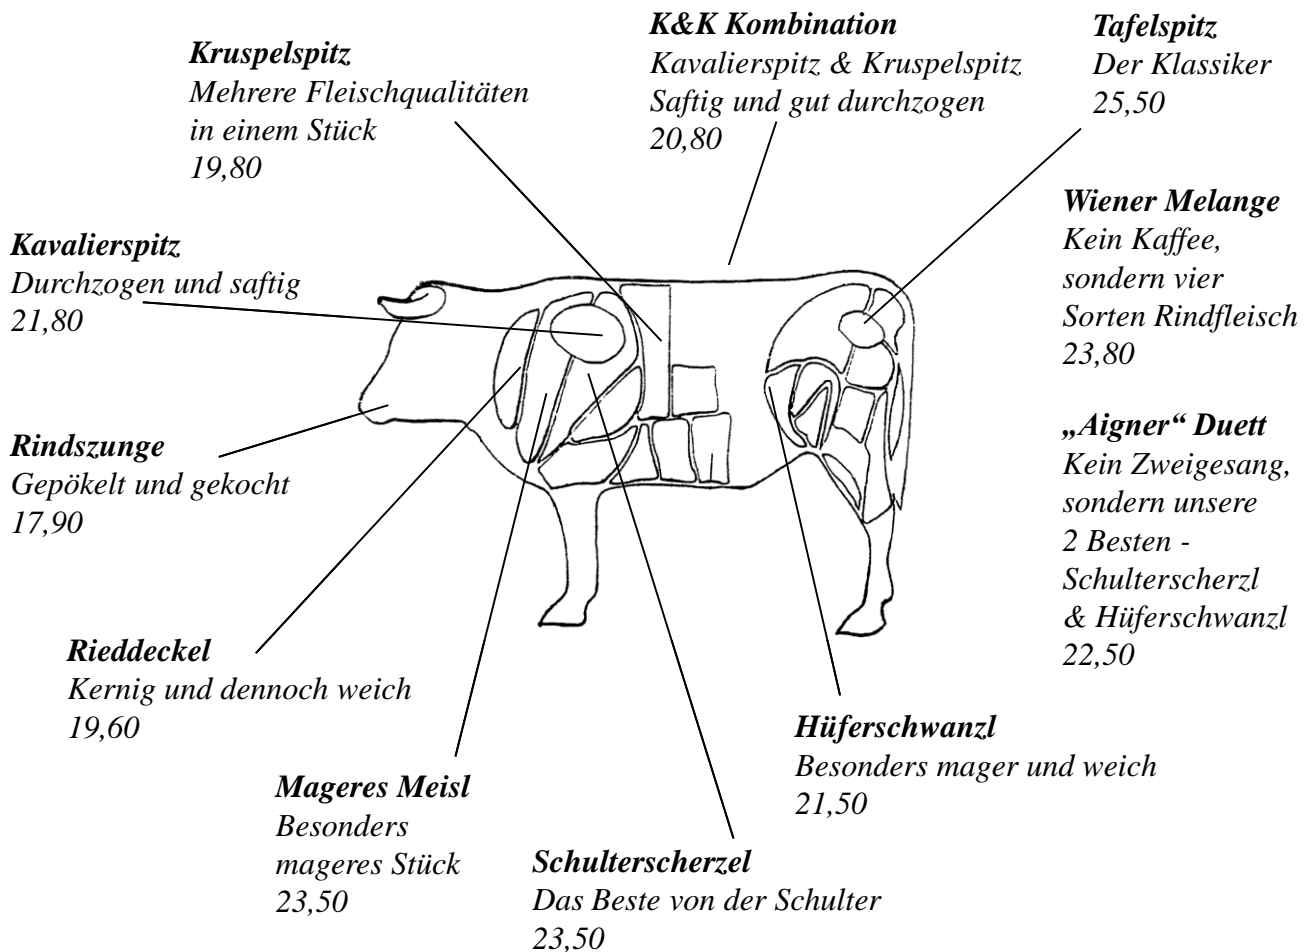 Kruspelspitz
Mehrere Fleischqualitäten
in einem Stück
19,80
K&K Kombination
Kavalierspitz & Kruspelspitz
Saftig und gut durchzogen
20,80
Tafelspitz
Der Klassiker
25,50
Kavalierspitz
Durchzogen und saftig
21,80
Wiener Melange
Kein Kaffee,
sondern vier
Sorten Rindfleisch
23,80
Rindszunge
Gepökelt und gekocht
17,90
„Aigner“ Duett
Kein Zweigesang,
sondern unsere
2 Besten -
Schulterscherzl
& Hüferschwanzl
22,50
Rieddeckel
Kernig und dennoch weich
19,60
Mageres Meisl
Besonders
mageres Stück
23,50
Schulterscherzel
Das Beste von der Schulter
23,50
Hüferschwanzl
Besonders mager und weich
21,50